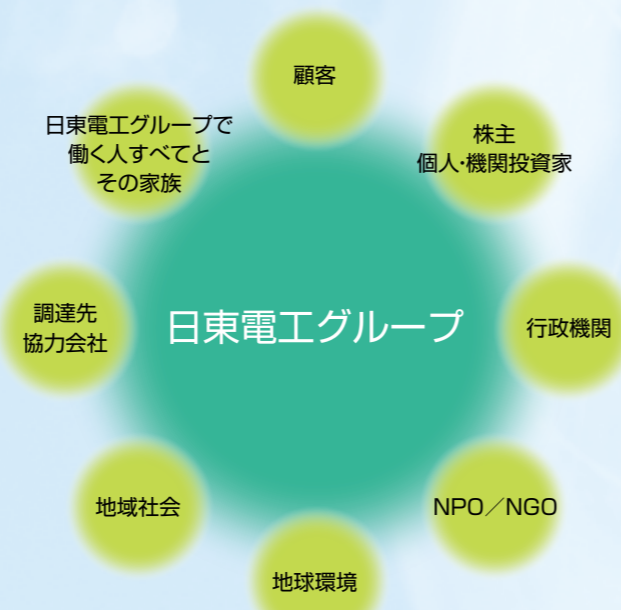 顧客
日東電工グループで
働く人すべてと
その家族
株主
個人・機関投資家
調達先
協力会社
日東電工グループ
行政機関
地域社会
NPO／NGO
地球環境